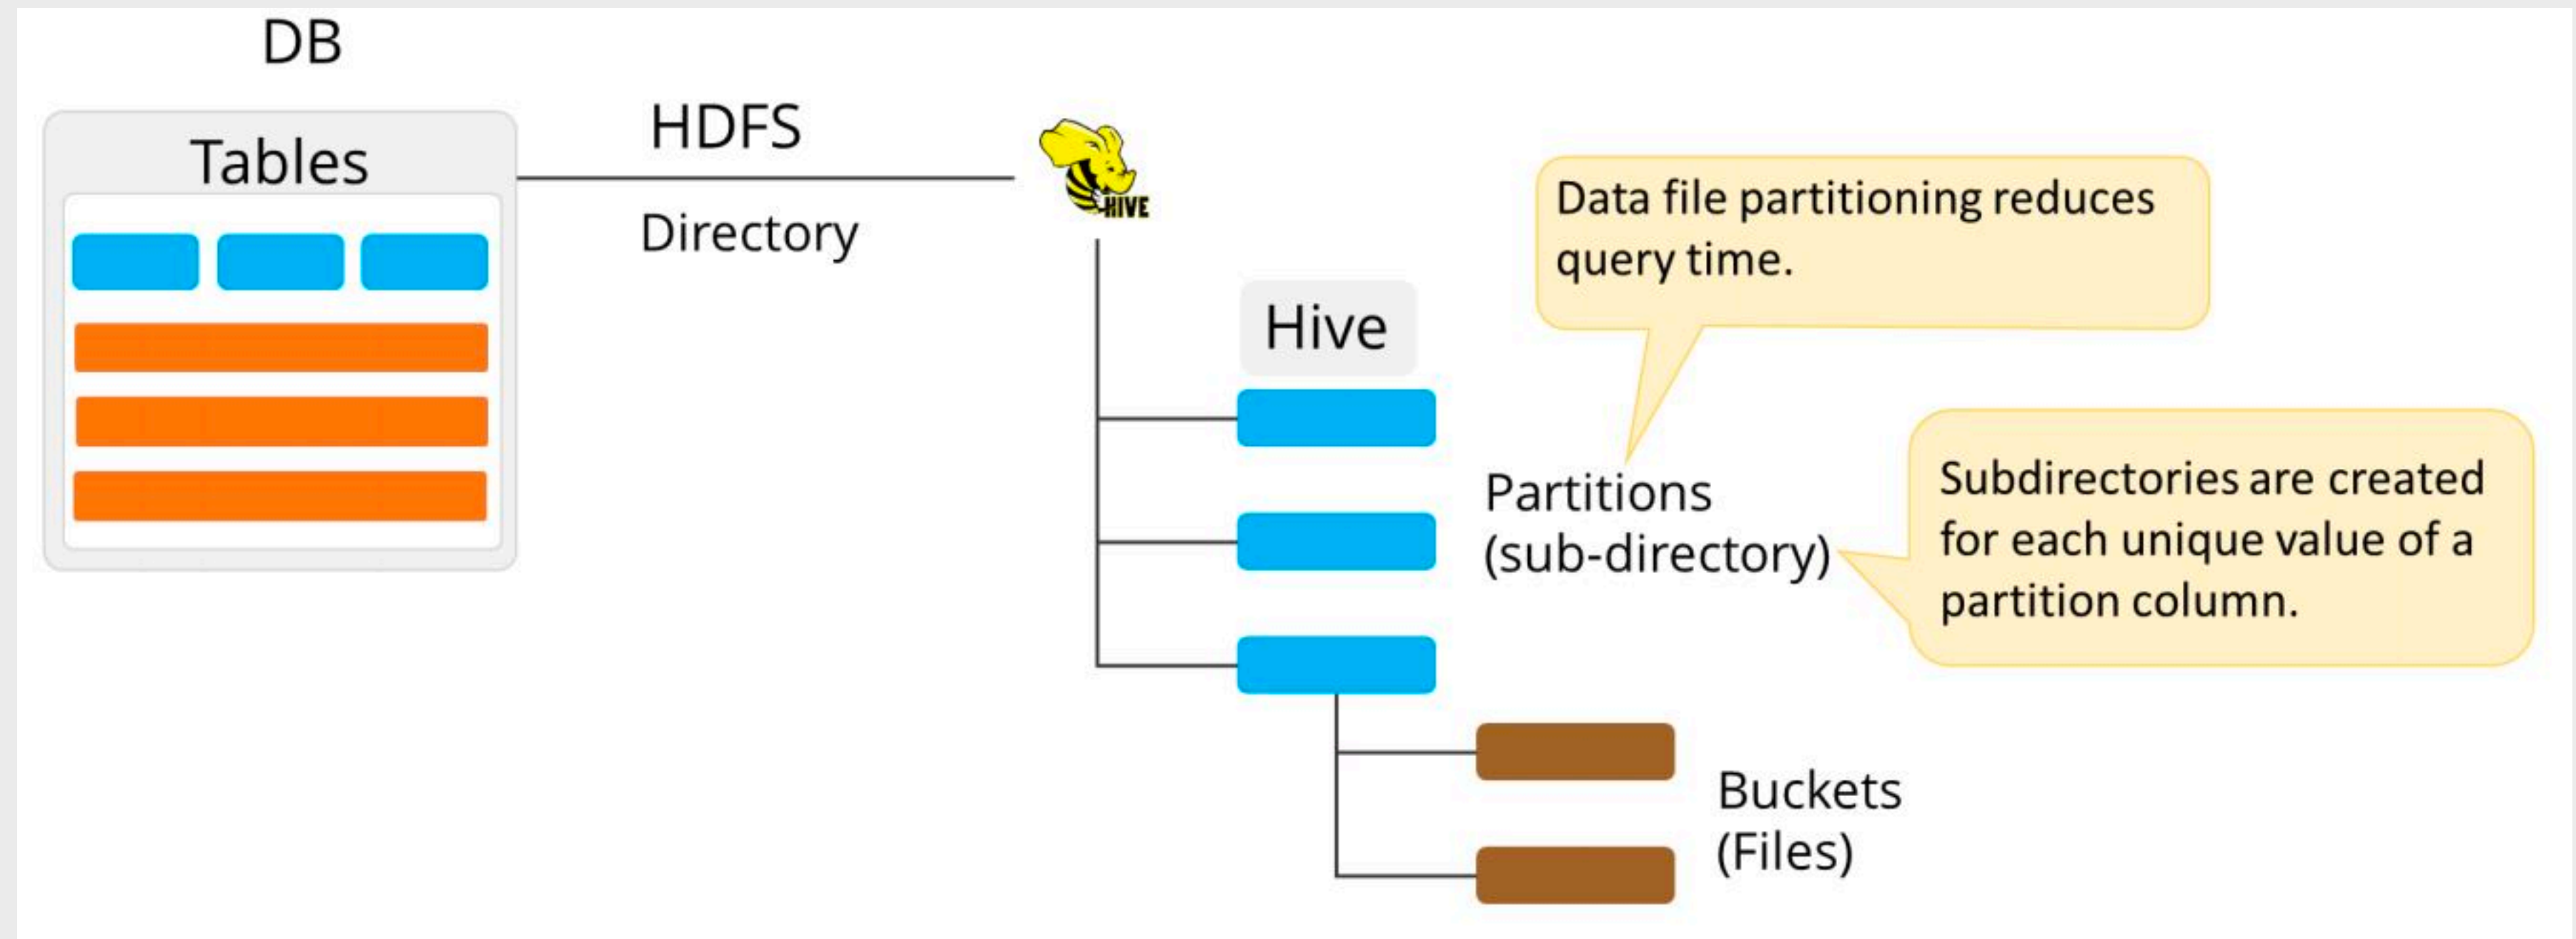 DB
Tables
HDFS
Directory
HIVE
Hive
Data file partitioning reduces
query time.
Partitions
(sub-directory)
Subdirectories are created
for each unique value of a
partition column.
Buckets
(Files)